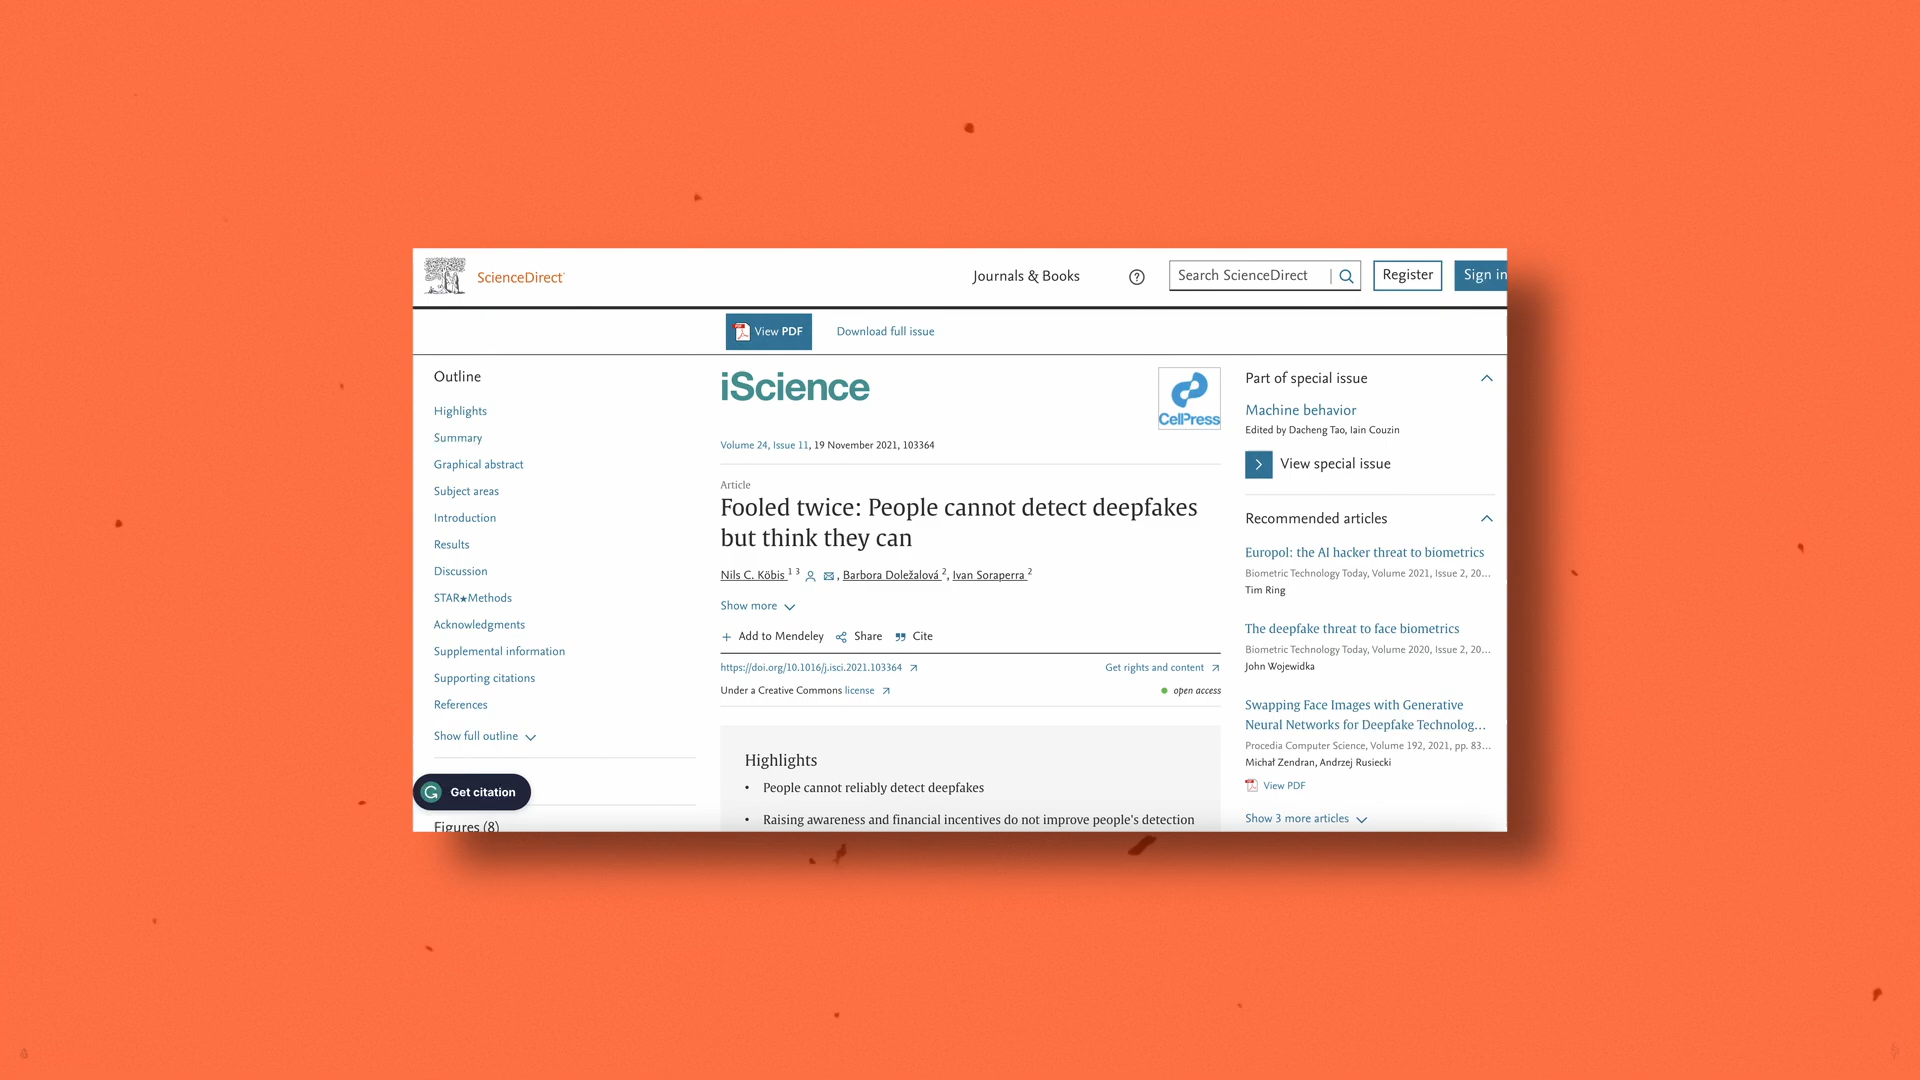 ScienceDirect
Journals & Books
Search ScienceDirect
Register
Sign in
View PDF
Download full issue
Outline
Highlights
Summary
Graphical abstract
Subject areas
Introduction
Results
Discussion
STAR★Methods
Acknowledgments
Supplemental information
Supporting citations
References
Show full outline
Get citation
Figures (8)
iScience
CellPress
Volume 24, Issue 11, 19 November 2021, 103364
Article
Fooled twice: People cannot detect deepfakes
but think they can
Nils C. Köbis 1 3, Barbora Doležalová 2, Ivan Soraperra 2
Show more
Add to Mendeley Share Cite
https://doi.org/10.1016/j.isci.2021.103364
Get rights and content
Under a Creative Commons license
open access
Highlights
• People cannot reliably detect deepfakes
• Raising awareness and financial incentives do not improve people's detection
Part of special issue
Machine behavior
Edited by Dacheng Tao, Iain Couzin
View special issue
Recommended articles
Europol: the AI hacker threat to biometrics
Biometric Technology Today, Volume 2021, Issue 2, 20...
Tim Ring
The deepfake threat to face biometrics
Biometric Technology Today, Volume 2020, Issue 2, 20...
John Wojewidka
Swapping Face Images with Generative
Neural Networks for Deepfake Technolog...
Procedia Computer Science, Volume 192, 2021, pp. 83...
Michał Zendran, Andrzej Rusiecki
View PDF
Show 3 more articles